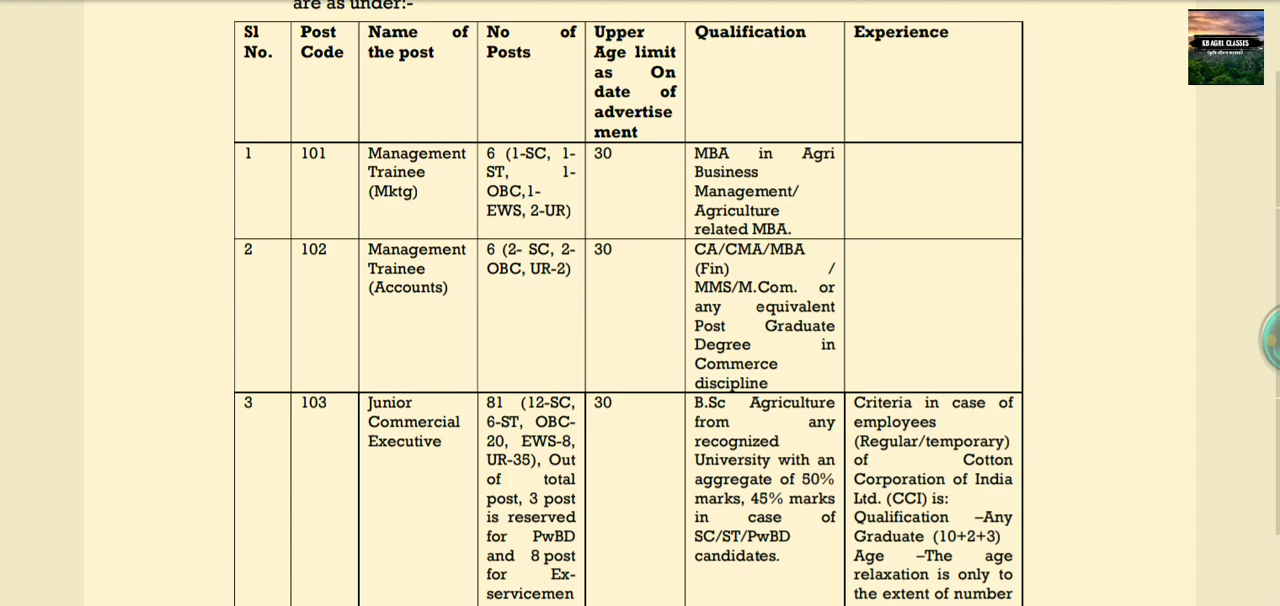 are as under:-
Sl No.
Post Code
Name of the post
No of Posts
Upper Age limit as On date of advertise ment
Qualification
Experience
1
101
Management
Trainee
(Mktg)
6 (1-SC, 1-
ST, 1-
OBC,1-
EWS, 2-UR)
30
MBA in Agri
Business
Management/
Agriculture
related MBA.
2
102
Management
Trainee
(Accounts)
6 (2- SC, 2-
OBC, UR-2)
30
CA/CMA/MBA
(Fin) /
MMS/M.Com. or
any equivalent
Post Graduate
Degree in
Commerce
discipline
3
103
Junior
Commercial
Executive
81 (12-SC,
6-ST, OBC-
20, EWS-8,
UR-35), Out
of total
post, 3 post
is reserved
for PwBD
and 8 post
for Ex-
servicemen
30
B.Sc Agriculture
from any
recognized
University with an
aggregate of 50%
marks, 45% marks
in case of
SC/ST/PwBD
candidates.
Criteria in case of
employees
(Regular/temporary)
of Cotton
Corporation of India
Ltd. (CCI) is:
Qualification –Any
Graduate (10+2+3)
Age –The age
relaxation is only to
the extent of number
KB AGRI CLASSES